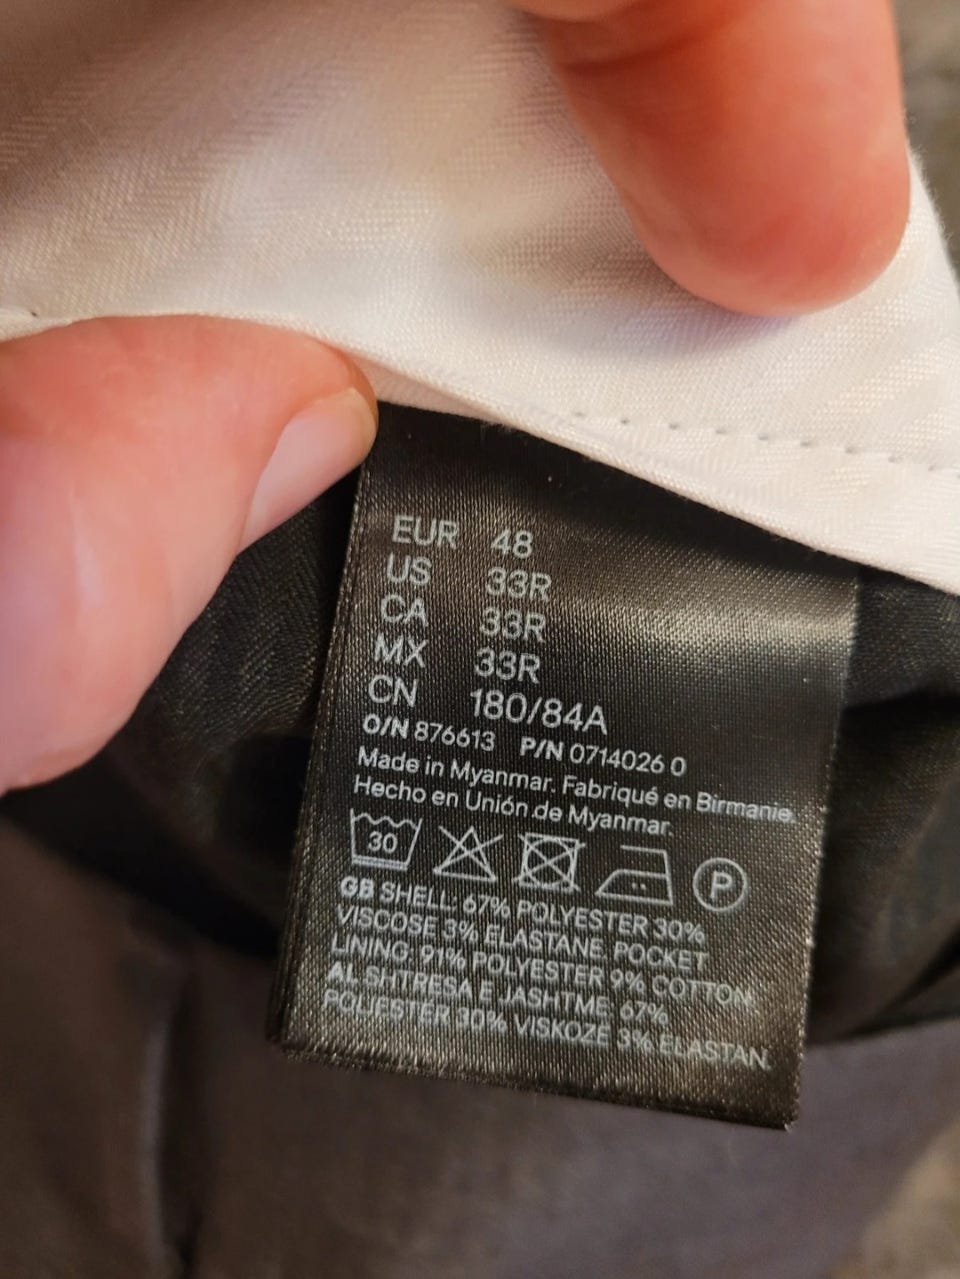 EUR 48
US 33R
CA 33R
MX 33R
CN 180/84A
O/N 876613 P/N 0714026 0
Made in Myanmar. Fabriqué en Birmanie.
Hecho en Unión de Myanmar.
30 P
GB SHELL: 67% POLYESTER 30%
VISCOSE 3% ELASTANE. POCKET
LINING: 91% POLYESTER 9% COTTON.
AL SHTRESA E JASHTME: 67%
POLIESTER 30% VISKOZË 3% ELASTAN.